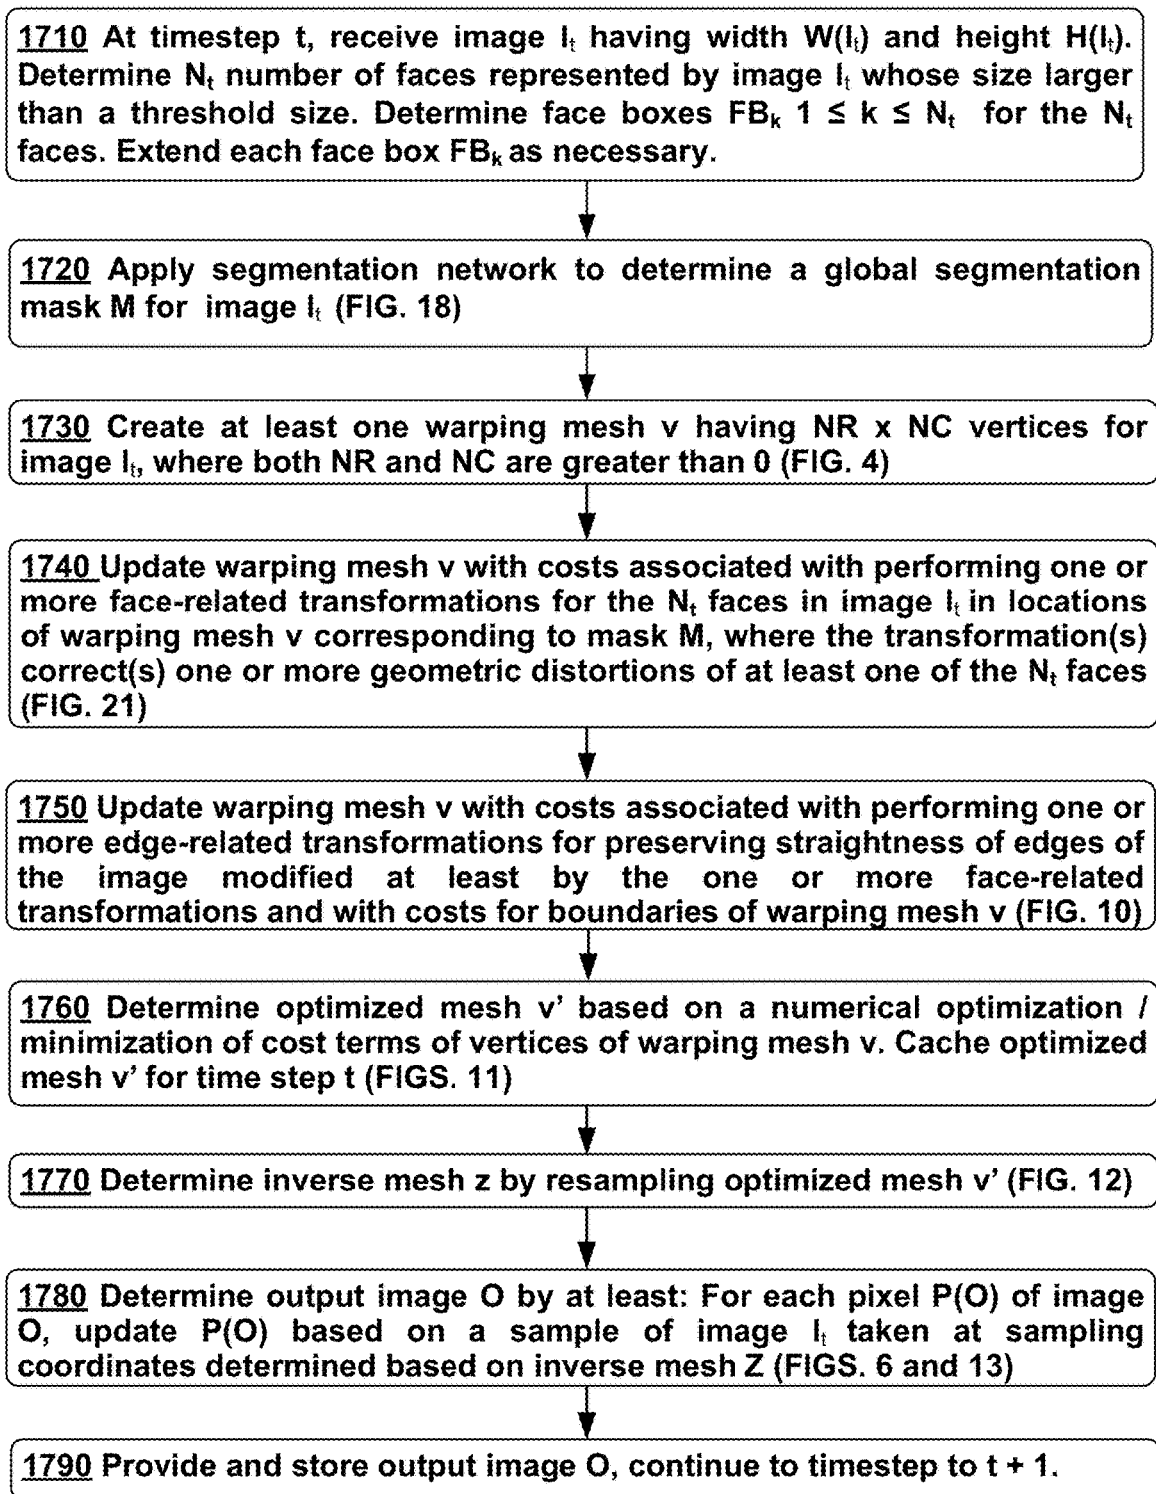 1710 At timestep t, receive image Iₜ having width W(Iₜ) and height H(Iₜ).
Determine Nₜ number of faces represented by image Iₜ whose size larger
than a threshold size. Determine face boxes FBₖ 1 ≤ k ≤ Nₜ for the Nₜ
faces. Extend each face box FBₖ as necessary.
1720 Apply segmentation network to determine a global segmentation
mask M for image Iₜ (FIG. 18)
1730 Create at least one warping mesh v having NR x NC vertices for
image Iₜ, where both NR and NC are greater than 0 (FIG. 4)
1740 Update warping mesh v with costs associated with performing one or
more face-related transformations for the Nₜ faces in image Iₜ in locations
of warping mesh v corresponding to mask M, where the transformation(s)
correct(s) one or more geometric distortions of at least one of the Nₜ faces
(FIG. 21)
1750 Update warping mesh v with costs associated with performing one or
more edge-related transformations for preserving straightness of edges of
the image modified at least by the one or more face-related
transformations and with costs for boundaries of warping mesh v (FIG. 10)
1760 Determine optimized mesh v' based on a numerical optimization /
minimization of cost terms of vertices of warping mesh v. Cache optimized
mesh v' for time step t (FIGS. 11)
1770 Determine inverse mesh z by resampling optimized mesh v' (FIG. 12)
1780 Determine output image O by at least: For each pixel P(O) of image
O, update P(O) based on a sample of image Iₜ taken at sampling
coordinates determined based on inverse mesh Z (FIGS. 6 and 13)
1790 Provide and store output image O, continue to timestep to t + 1.